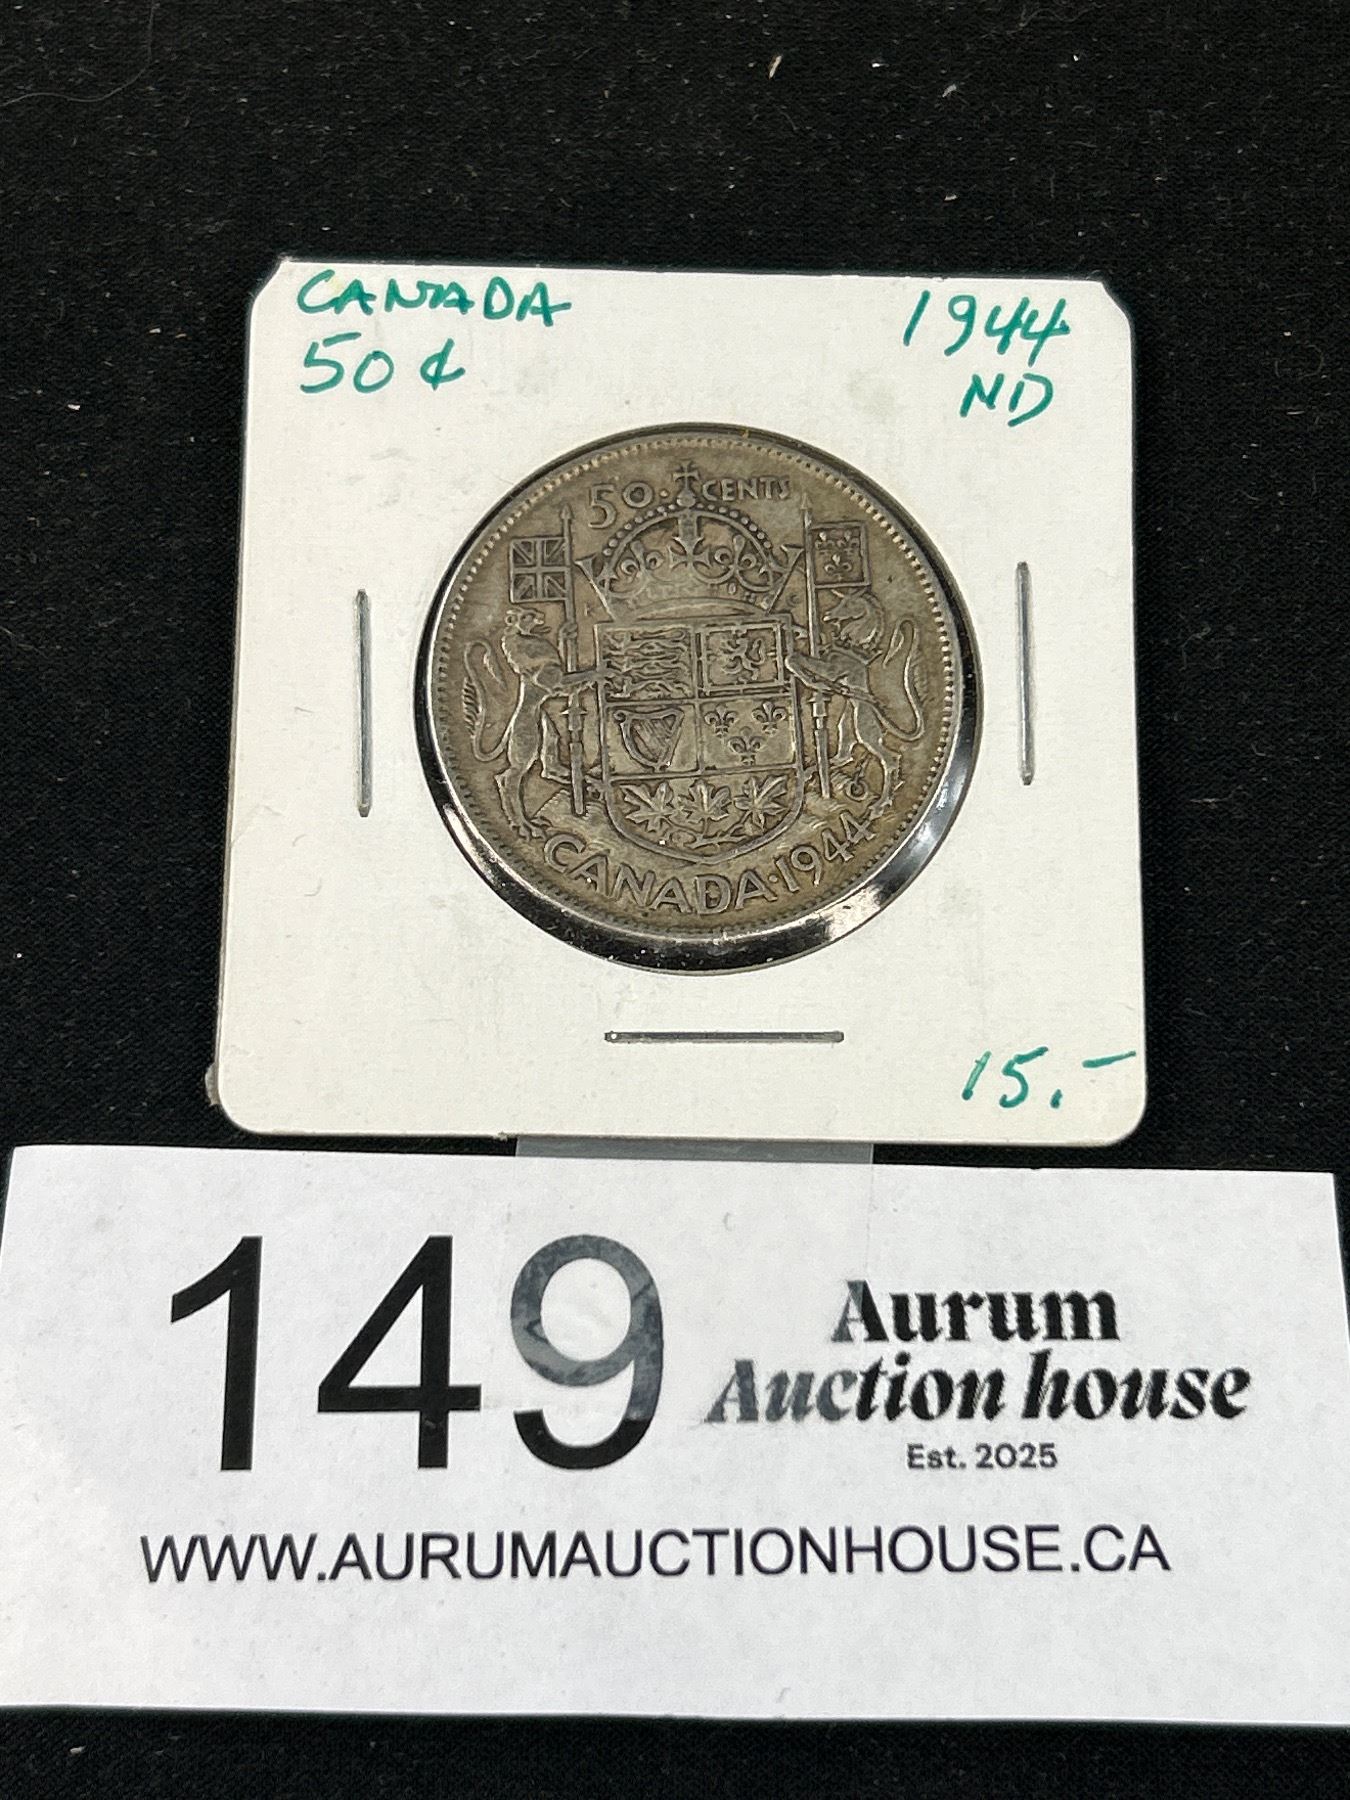 CANADA
50¢
1944
ND
50·CENTS
CANADA·1944
15.-
149
Aurum
Auction house
Est. 2025
WWW.AURUMAUCTIONHOUSE.CA